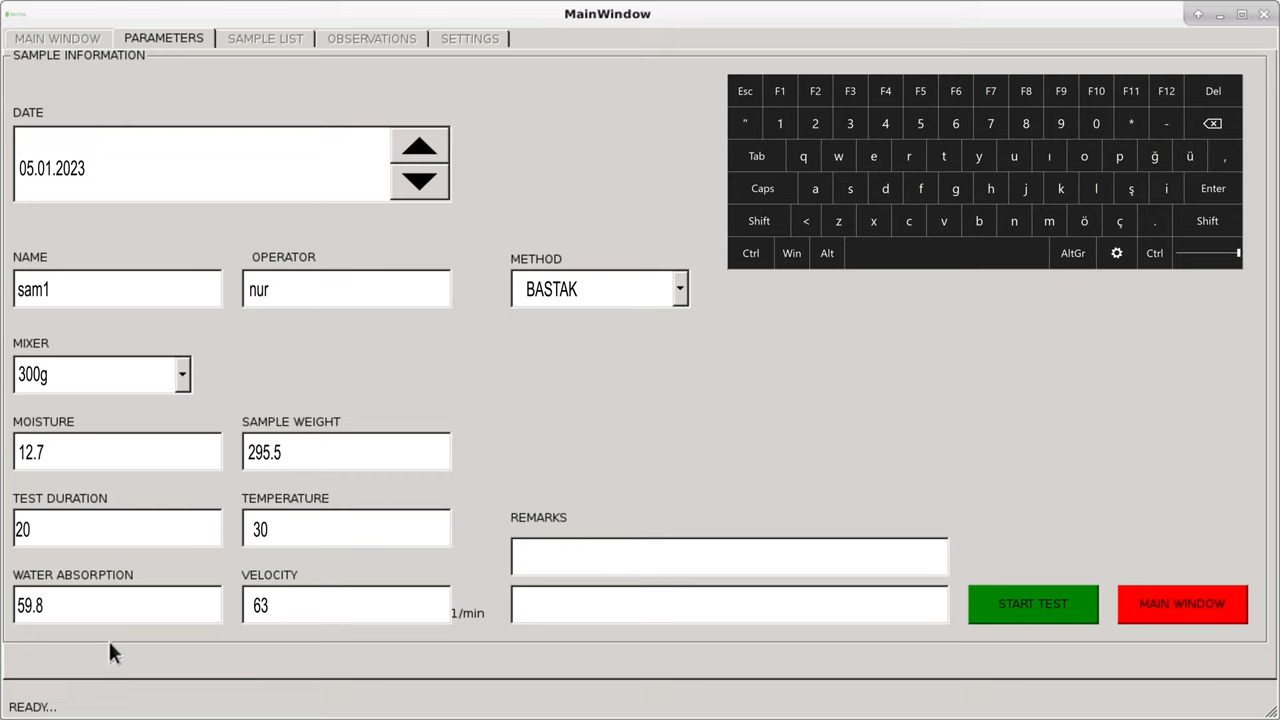 MainWindow
MAIN WINDOW PARAMETERS SAMPLE LIST OBSERVATIONS SETTINGS
SAMPLE INFORMATION
DATE
05.01.2023
NAME OPERATOR METHOD
sam1 nur BASTAK
MIXER
300g
MOISTURE SAMPLE WEIGHT
12.7 295.5
TEST DURATION TEMPERATURE
20 30
WATER ABSORPTION VELOCITY
59.8 63 1/min
REMARKS
START TEST MAIN WINDOW
Esc F1 F2 F3 F4 F5 F6 F7 F8 F9 F10 F11 F12 Del
" 1 2 3 4 5 6 7 8 9 0 * -
Tab q w e r t y u ı o p ğ ü ,
Caps a s d f g h j k l ş i Enter
Shift < z x c v b n m ö ç . Shift
Ctrl Win Alt AltGr Ctrl
READY...